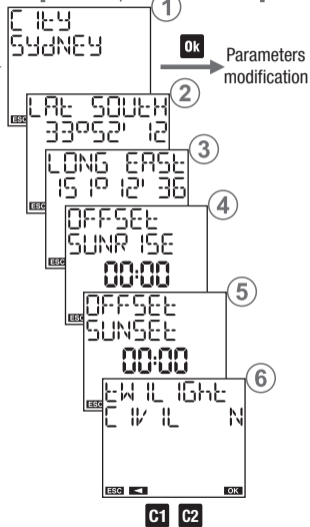 1
CItY
SYdNEY
Ok
Parameters
modification
ESC
2
LAt SOUtH
33°52' 12
ESC
3
LONG EASt
151°12' 36
ESC
4
OFFSEt
SUNRISE
00:00
ESC
5
OFFSEt
SUNSEt
00:00
ESC
6
tWILIGht
CIVIL N
ESC ◄ OK
C1 C2